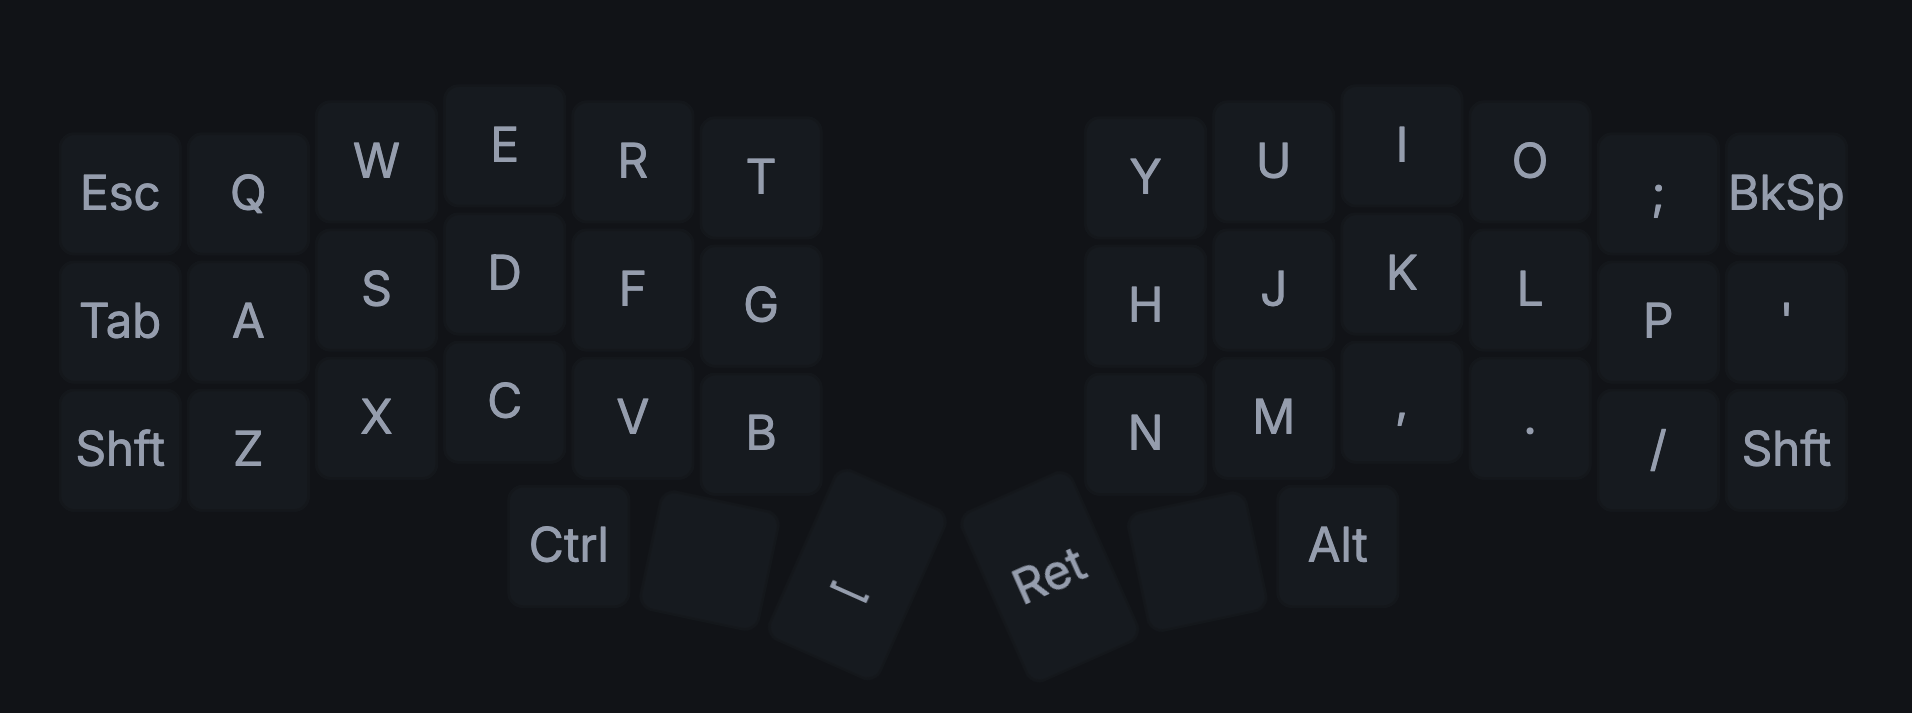 Esc Q W E R T Y U I O ; BkSp
Tab A S D F G H J K L P '
Shft Z X C V B N M , . / Shft
Ctrl ⎵ Ret Alt